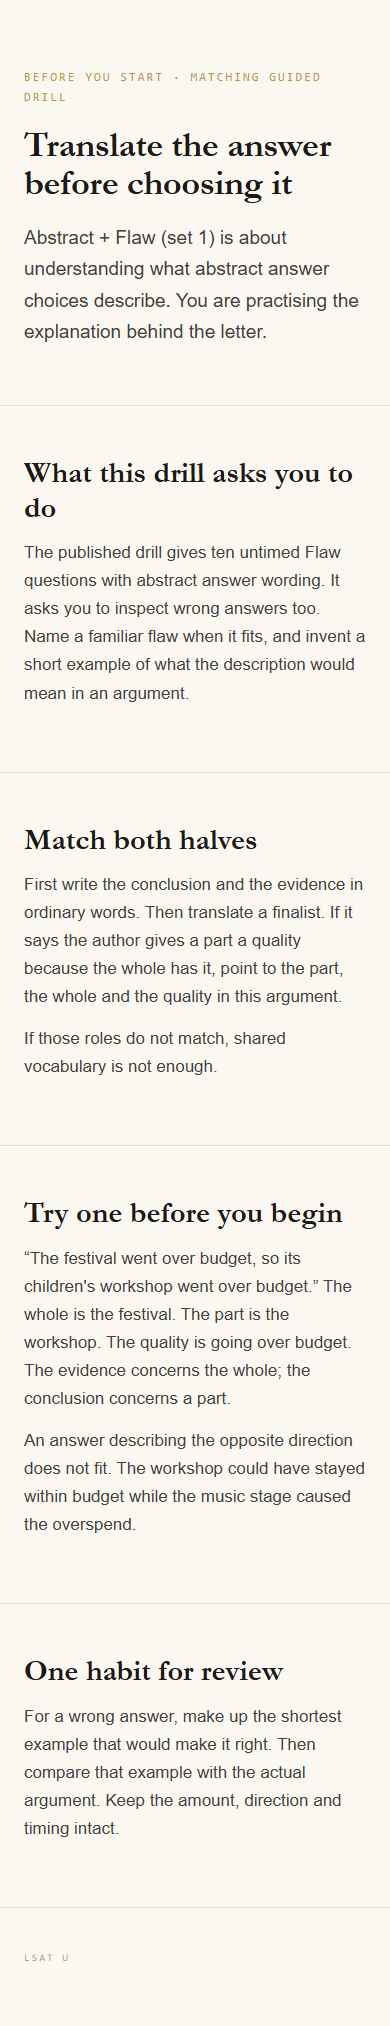 BEFORE YOU START · MATCHING GUIDED
DRILL
Translate the answer
before choosing it
Abstract + Flaw (set 1) is about
understanding what abstract answer
choices describe. You are practising the
explanation behind the letter.
What this drill asks you to
do
The published drill gives ten untimed Flaw
questions with abstract answer wording. It
asks you to inspect wrong answers too.
Name a familiar flaw when it fits, and invent a
short example of what the description would
mean in an argument.
Match both halves
First write the conclusion and the evidence in
ordinary words. Then translate a finalist. If it
says the author gives a part a quality
because the whole has it, point to the part,
the whole and the quality in this argument.
If those roles do not match, shared
vocabulary is not enough.
Try one before you begin
“The festival went over budget, so its
children's workshop went over budget.” The
whole is the festival. The part is the
workshop. The quality is going over budget.
The evidence concerns the whole; the
conclusion concerns a part.
An answer describing the opposite direction
does not fit. The workshop could have stayed
within budget while the music stage caused
the overspend.
One habit for review
For a wrong answer, make up the shortest
example that would make it right. Then
compare that example with the actual
argument. Keep the amount, direction and
timing intact.
LSAT U